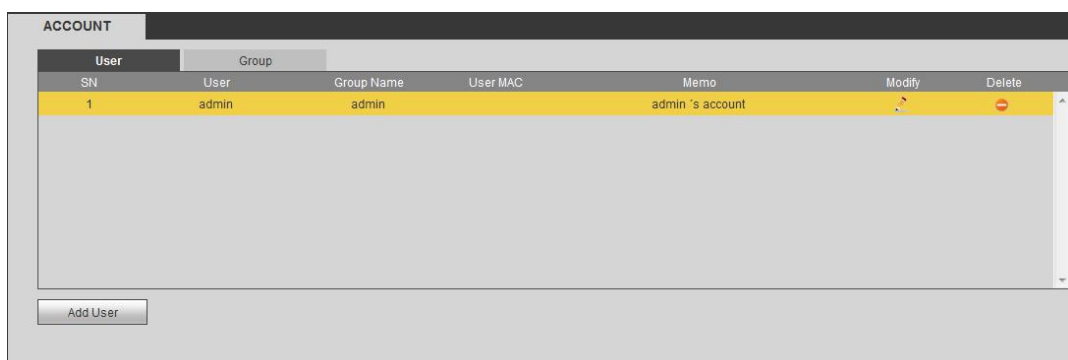 ACCOUNT
User Group
SN User Group Name User MAC Memo Modify Delete
1 admin admin admin 's account
Add User